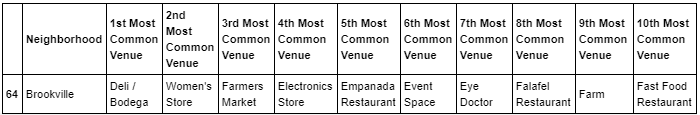 Neighborhood 1st Most Common Venue 2nd Most Common Venue 3rd Most Common Venue 4th Most Common Venue 5th Most Common Venue 6th Most Common Venue 7th Most Common Venue 8th Most Common Venue 9th Most Common Venue 10th Most Common Venue
64 Brookville Deli / Bodega Women's Store Farmers Market Electronics Store Empanada Restaurant Event Space Eye Doctor Falafel Restaurant Farm Fast Food Restaurant